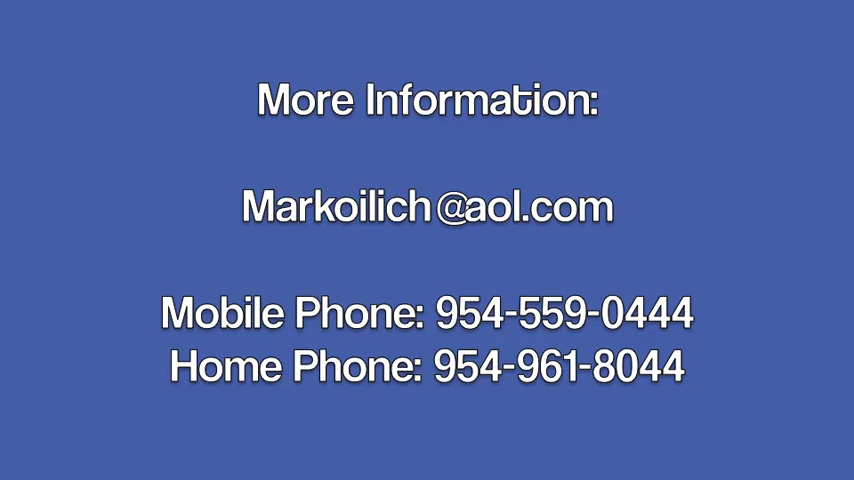 More Information:
Markoilich@aol.com
Mobile Phone: 954-559-0444
Home Phone: 954-961-8044